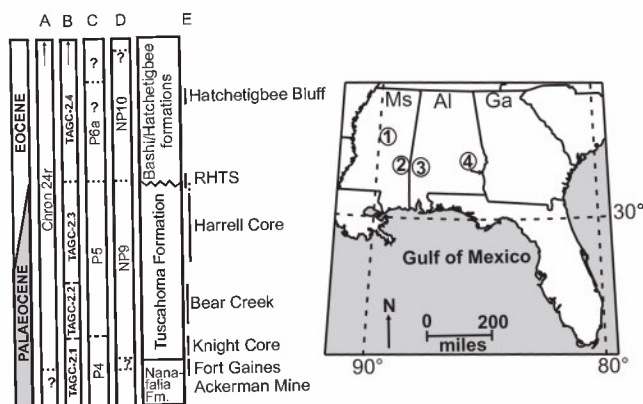 A B C D E
EOCENE
PALAEOCENE
Chron 24r
?
TAGC-2.4
TAGC-2.3
TAGC-2.2
TAGC-2.1
?
?
P6a
P5
P4
?
NP10
NP9
?
Bashi/Hatchetigbee
formations
Tuscahoma Formation
Nana-
falia
Fm.
Hatchetigbee Bluff
RHTS
Harrell Core
Bear Creek
Knight Core
Fort Gaines
Ackerman Mine
Ms Al Ga
1
2 3 4
30°
Gulf of Mexico
N 0 200
miles
90° 80°